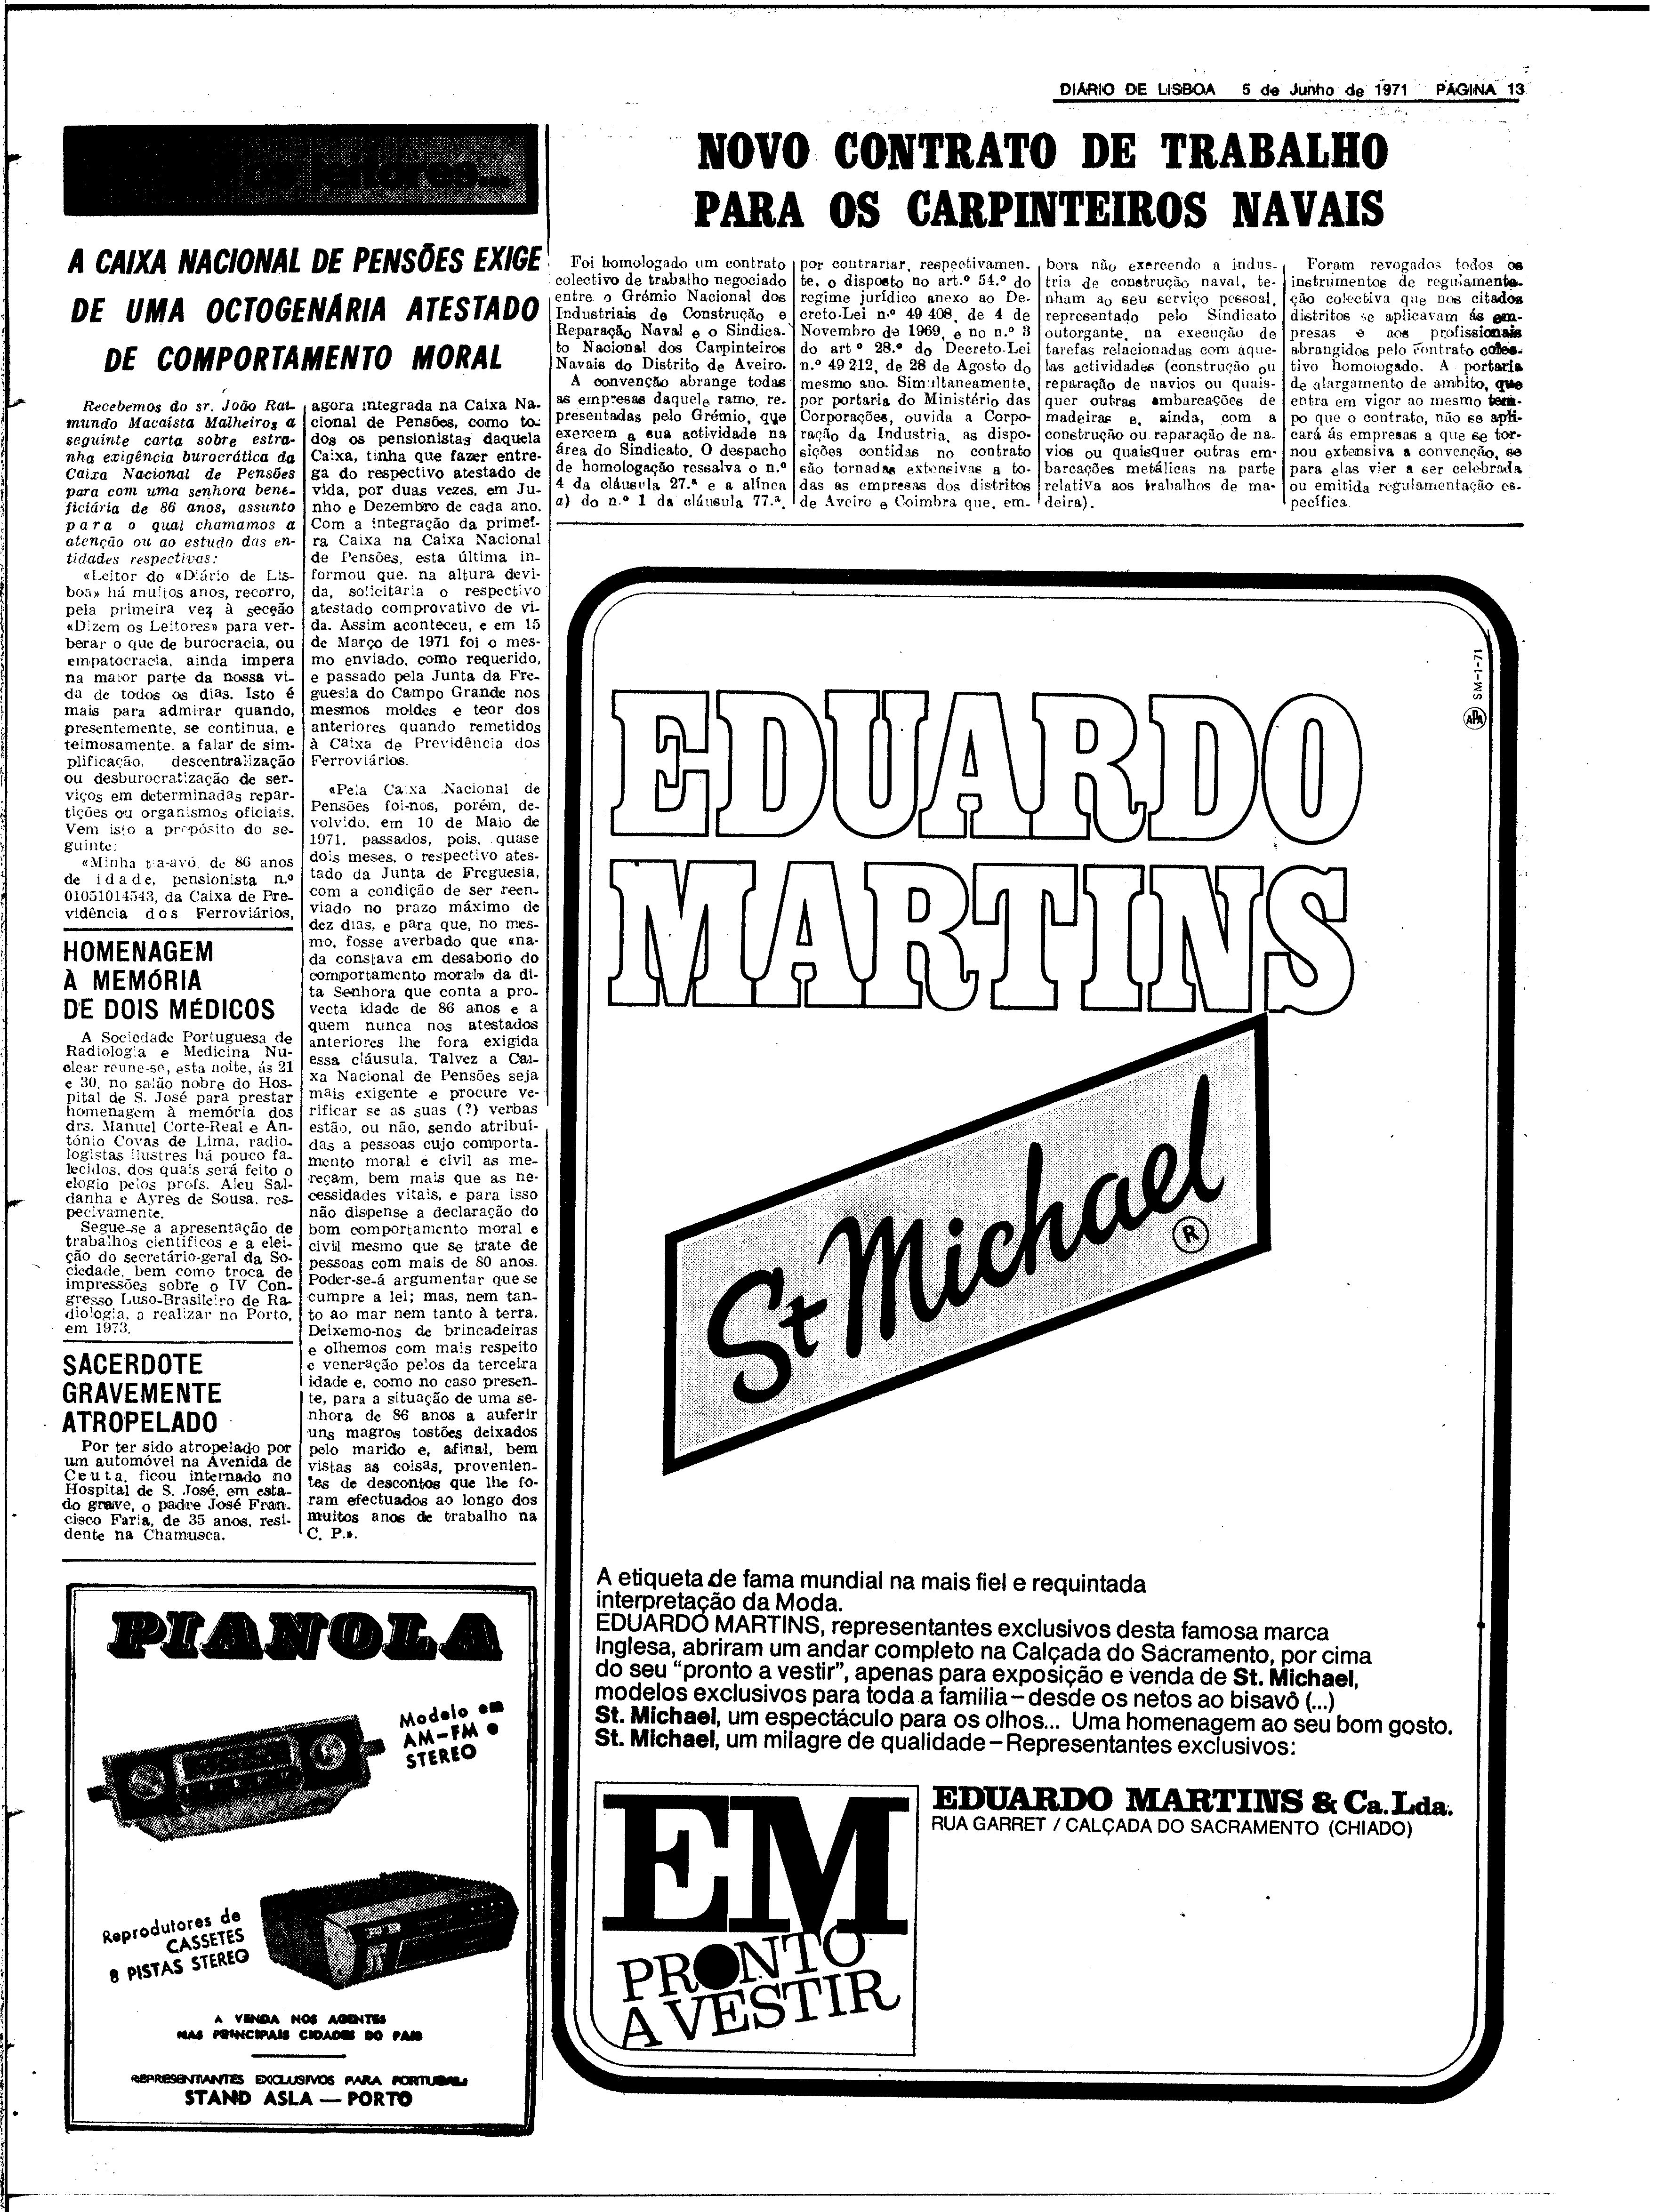 DIÁRIO DE LISBOA 5 de Junho de 1971 PÁGINA 13
leitores...
A CAIXA NACIONAL DE PENSÕES EXIGE
DE UMA OCTOGENÁRIA ATESTADO
DE COMPORTAMENTO MORAL
Recebemos do sr. João Rai-
mundo Macaísta Malheiros a
seguinte carta sobre estra-
nha exigência burocrática da
Caixa Nacional de Pensões
para com uma senhora bene-
ficiária de 86 anos, assunto
para o qual chamamos a
atenção ou ao estudo das en-
tidades respectivas:
«Leitor do «Diário de Lis-
boa» há muitos anos, recorro,
pela primeira vez à secção
«Dizem os Leitores» para ver-
berar o que de burocracia, ou
empatocracia, ainda impera
na maior parte da nossa vi-
da de todos os dias. Isto é
mais para admirar quando,
presentemente, se continua, e
teimosamente, a falar de sim-
plificação, descentralização
ou desburocratização de ser-
viços em determinadas repar-
tições ou organismos oficiais.
Vem isto a propósito do se-
guinte:
«Minha tia-avó de 86 anos
de idade, pensionista n.º
01051014543, da Caixa de Pre-
vidência dos Ferroviários,
agora integrada na Caixa Na-
cional de Pensões, como to-
dos os pensionistas daquela
Caixa, tinha que fazer entre-
ga do respectivo atestado de
vida, por duas vezes, em Ju-
nho e Dezembro de cada ano.
Com a integração da primei-
ra Caixa na Caixa Nacional
de Pensões, esta última in-
formou que, na altura devi-
da, solicitaria o respectivo
atestado comprovativo de vi-
da. Assim aconteceu, e em 15
de Março de 1971 foi o mes-
mo enviado, como requerido,
e passado pela Junta da Fre-
guesia do Campo Grande nos
mesmos moldes e teor dos
anteriores quando remetidos
à Caixa de Previdência dos
Ferroviários.
«Pela Caixa Nacional de
Pensões foi-nos, porém, de-
volvido, em 10 de Maio de
1971, passados, pois, quase
dois meses, o respectivo ates-
tado da Junta de Freguesia,
com a condição de ser reen-
viado no prazo máximo de
dez dias, e para que, no mes-
mo, fosse averbado que «na-
da constava em desabono do
comportamento moral» da di-
ta Senhora que conta a pro-
vecta idade de 86 anos e a
quem nunca nos atestados
anteriores lhe fora exigida
essa cláusula. Talvez a Cai-
xa Nacional de Pensões seja
mais exigente e procure ve-
rificar se as suas (?) verbas
estão, ou não, sendo atribuí-
das a pessoas cujo comporta-
mento moral e civil as me-
reçam, bem mais que as ne-
cessidades vitais, e para isso
não dispense a declaração do
bom comportamento moral e
civil mesmo que se trate de
pessoas com mais de 80 anos.
Poder-se-á argumentar que se
cumpre a lei; mas, nem tan-
to ao mar nem tanto à terra.
Deixemo-nos de brincadeiras
e olhemos com mais respeito
e veneração pelos da terceira
idade e, como no caso presen-
te, para a situação de uma se-
nhora de 86 anos a auferir
uns magros tostões deixados
pelo marido e, afinal, bem
vistas as coisas, provenien-
tes de descontos que lhe fo-
ram efectuados ao longo dos
muitos anos de trabalho na
C. P.».
HOMENAGEM
À MEMÓRIA
DE DOIS MÉDICOS
A Sociedade Portuguesa de
Radiologia e Medicina Nu-
clear reune-se, esta noite, ás 21
e 30, no salão nobre do Hos-
pital de S. José para prestar
homenagem à memória dos
drs. Manuel Corte-Real e An-
tónio Covas de Lima, radio-
logistas ilustres há pouco fa-
lecidos, dos quais será feito o
elogio pelos profs. Aleu Sal-
danha e Ayres de Sousa, res-
pecivamente.
Segue-se a apresentação de
trabalhos científicos e a elei-
ção do secretário-geral da So-
ciedade, bem como troca de
impressões sobre o IV Con-
gresso Luso-Brasileiro de Ra-
diologia, a realizar no Porto,
em 1973.
SACERDOTE
GRAVEMENTE
ATROPELADO
Por ter sido atropelado por
um automóvel na Avenida de
Ceuta, ficou internado no
Hospital de S. José, em esta-
do grave, o padre José Fran-
cisco Faria, de 35 anos, resi-
dente na Chamusca.
NOVO CONTRATO DE TRABALHO
PARA OS CARPINTEIROS NAVAIS
Foi homologado um contrato
colectivo de trabalho negociado
entre o Grémio Nacional dos
Industriais de Construção e
Reparação Naval e o Sindica-
to Nacional dos Carpinteiros
Navais do Distrito de Aveiro.
A convenção abrange todas
as empresas daquele ramo, re-
presentadas pelo Grémio, que
exercem a sua actividade na
área do Sindicato. O despacho
de homologação ressalvo o n.º
4 da cláusula 27.ª e a alínea
a) do n.º 1 da cláusula 77.ª,
por contrariar, respectivamen-
te, o disposto no art.º 54.º do
regime jurídico anexo ao De-
creto-Lei n.º 49 408, de 4 de
Novembro de 1969, e no n.º 3
do art º 28.º do Decreto-Lei
n.º 49 212, de 28 de Agosto do
mesmo ano. Simultaneamente,
por portaria do Ministério das
Corporações, ouvida a Corpo-
ração da Industria, as dispo-
sições contidas no contrato
são tornadas extensivas a to-
das as empresas dos distritos
de Aveiro e Coimbra que, em-
bora não exercendo a indus-
tria de construção naval, te-
nham ao seu serviço pessoal,
representado pelo Sindicato
outorgante, na execução de
tarefas relacionadas com aque-
las actividades (construção ou
reparação de navios ou quais-
quer outras embarcações de
madeiras e, ainda, com a
construção ou reparação de na-
vios ou quaisquer outras em-
barcações metálicas na parte
relativa aos trabalhos de ma-
deira).
Foram revogados todos os
instrumentos de regulamenta-
ção colectiva que nos citados
distritos se aplicavam ás em-
presas e aos profissionais
abrangidos pelo contrato colec-
tivo homologado. A portaria
de alargamento de ambito, que
entra em vigor ao mesmo tem-
po que o contrato, não se apli-
cará ás empresas a que se tor-
nou extensiva a convenção, se
para elas vier a ser celebrada
ou emitida regulamentação es-
pecífica.
SM-1-71
APA
EDUARDO
MARTINS
St Michael
®
A etiqueta de fama mundial na mais fiel e requintada
interpretação da Moda.
EDUARDO MARTINS, representantes exclusivos desta famosa marca
Inglesa, abriram um andar completo na Calçada do Sacramento, por cima
do seu “pronto a vestir”, apenas para exposição e venda de St. Michael,
modelos exclusivos para toda a familia – desde os netos ao bisavô (...)
St. Michael, um espectáculo para os olhos... Uma homenagem ao seu bom gosto.
St. Michael, um milagre de qualidade – Representantes exclusivos:
EM
PRONTO
A VESTIR
EDUARDO MARTINS & Ca. Lda.
RUA GARRET / CALÇADA DO SACRAMENTO (CHIADO)
PIANOLA
Modelo em
AM-FM e
STEREO
Reprodutores de
CASSETES
8 PISTAS STEREO
A VENDA NOS AGENTES
NAS PRINCIPAIS CIDADES DO PAIS
REPRESENTANTES EXCLUSIVOS PARA PORTUGAL:
STAND ASLA — PORTO